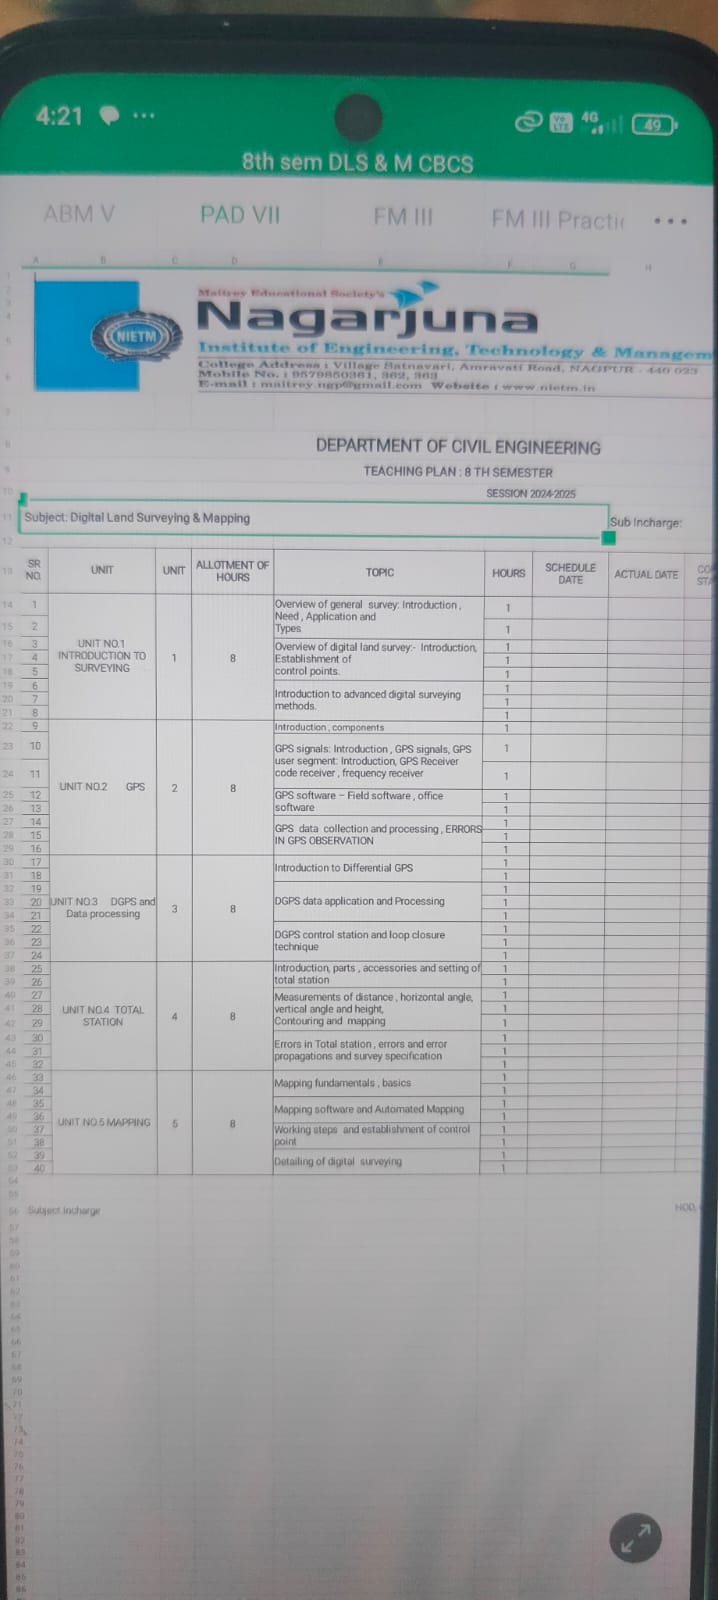 4:21
4G
Vo LTE
49
8th sem DLS & M CBCS
ABM V PAD VII FM III FM III Practic
A B C D E F G H
Maitrey Educational Society's
Nagarjuna
NIETM
Institute of Engineering, Technology & Managem
College Address : Village Satnavari, Amravati Road, NAGPUR - 440 023
Mobile No. : 9579850361, 362, 363
E-mail : maitrey.ngp@gmail.com Website : www.nietm.in
DEPARTMENT OF CIVIL ENGINEERING
TEACHING PLAN : 8 TH SEMESTER
SESSION 2024-2025
Subject: Digital Land Surveying & Mapping
Sub Incharge:
SR NO.
UNIT
UNIT
ALLOTMENT OF HOURS
TOPIC
HOURS
SCHEDULE DATE
ACTUAL DATE
1
2
3
4
5
6
7
8
UNIT NO.1
INTRODUCTION TO
SURVEYING
1
8
Overview of general survey: Introduction,
Need, Application and
Types
Overview of digital land survey:- Introduction,
Establishment of
control points.
Introduction to advanced digital surveying
methods.
1
1
1
1
1
1
1
1
9
10
11
12
13
14
15
16
UNIT NO.2 GPS
2
8
Introduction, components
GPS signals: Introduction, GPS signals, GPS
user segment: Introduction, GPS Receiver
code receiver, frequency receiver
GPS software – Field software, office
software
GPS data collection and processing, ERRORS
IN GPS OBSERVATION
1
1
1
1
1
1
1
1
17
18
19
20
21
22
23
24
UNIT NO.3 DGPS and
Data processing
3
8
Introduction to Differential GPS
DGPS data application and Processing
DGPS control station and loop closure
technique
1
1
1
1
1
1
1
1
25
26
27
28
29
30
31
32
UNIT NO.4 TOTAL
STATION
4
8
Introduction, parts, accessories and setting of
total station
Measurements of distance, horizontal angle,
vertical angle and height,
Contouring and mapping
Errors in Total station, errors and error
propagations and survey specification
1
1
1
1
1
1
1
1
33
34
35
36
37
38
39
40
UNIT NO.5 MAPPING
5
8
Mapping fundamentals, basics
Mapping software and Automated Mapping
Working steps and establishment of control
point
Detailing of digital surveying
1
1
1
1
1
1
1
1
Subject Incharge
HOD,